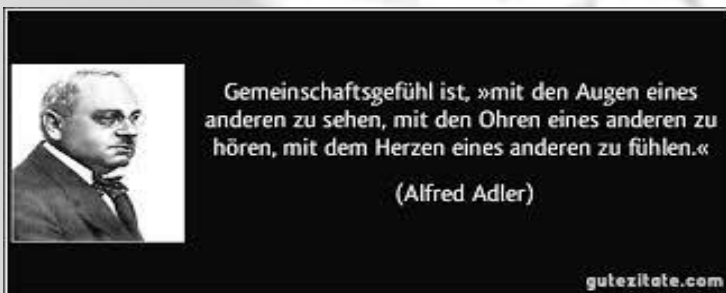 Gemeinschaftsgefühl ist, »mit den Augen eines
anderen zu sehen, mit den Ohren eines anderen zu
hören, mit dem Herzen eines anderen zu fühlen.«
(Alfred Adler)
gutezitate.com